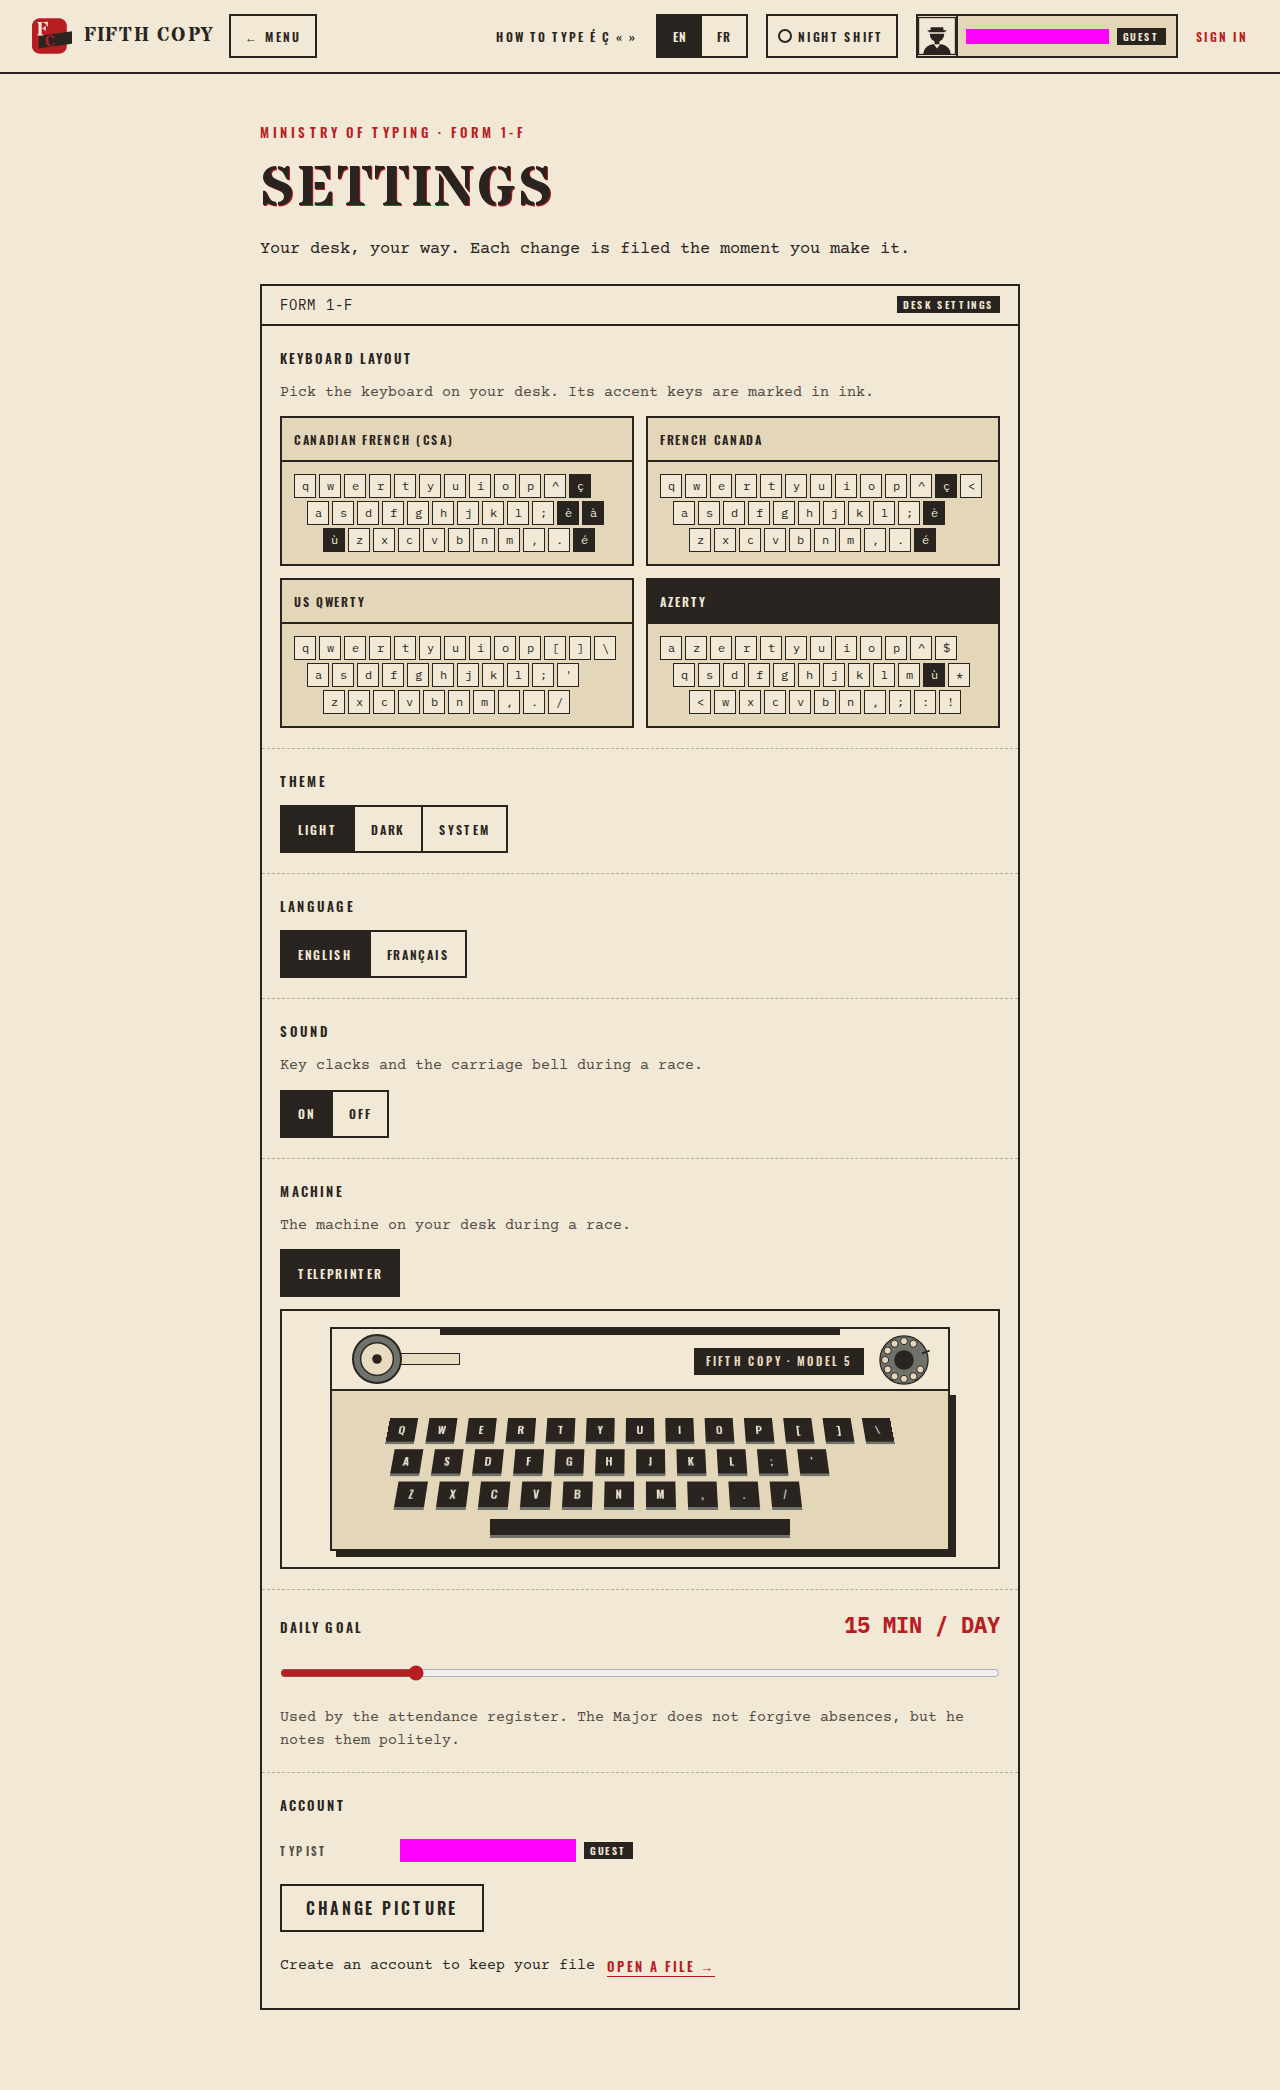 FIFTH COPY ← MENU HOW TO TYPE É Ç « » EN FR NIGHT SHIFT GUEST SIGN IN
MINISTRY OF TYPING · FORM 1-F
SETTINGS
Your desk, your way. Each change is filed the moment you make it.
FORM 1-F DESK SETTINGS
KEYBOARD LAYOUT
Pick the keyboard on your desk. Its accent keys are marked in ink.
CANADIAN FRENCH (CSA)
q w e r t y u i o p ^ ç
a s d f g h j k l ; è à
ù z x c v b n m , . é
FRENCH CANADA
q w e r t y u i o p ^ ç <
a s d f g h j k l ; è
z x c v b n m , . é
US QWERTY
q w e r t y u i o p [ ] \
a s d f g h j k l ; '
z x c v b n m , . /
AZERTY
a z e r t y u i o p ^ $
q s d f g h j k l m ù *
< w x c v b n , ; : !
THEME
LIGHT DARK SYSTEM
LANGUAGE
ENGLISH FRANÇAIS
SOUND
Key clacks and the carriage bell during a race.
ON OFF
MACHINE
The machine on your desk during a race.
TELEPRINTER
FIFTH COPY · MODEL 5
Q W E R T Y U I O P [ ] \
A S D F G H J K L ; '
Z X C V B N M , . /
DAILY GOAL 15 MIN / DAY
Used by the attendance register. The Major does not forgive absences, but he
notes them politely.
ACCOUNT
TYPIST GUEST
CHANGE PICTURE
Create an account to keep your file OPEN A FILE →